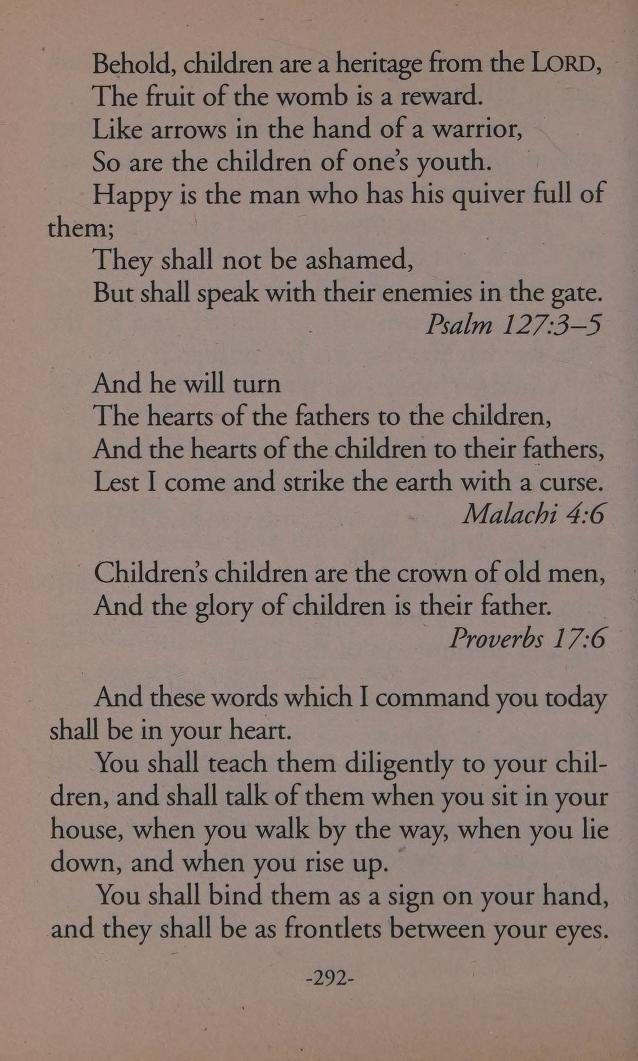 Behold, children are a heritage from the LORD,
The fruit of the womb is a reward.
Like arrows in the hand of a warrior,
So are the children of one's youth.
Happy is the man who has his quiver full of
them;
They shall not be ashamed,
But shall speak with their enemies in the gate.
Psalm 127:3–5
And he will turn
The hearts of the fathers to the children,
And the hearts of the children to their fathers,
Lest I come and strike the earth with a curse.
Malachi 4:6
Children's children are the crown of old men,
And the glory of children is their father.
Proverbs 17:6
And these words which I command you today
shall be in your heart.
You shall teach them diligently to your chil-
dren, and shall talk of them when you sit in your
house, when you walk by the way, when you lie
down, and when you rise up.
You shall bind them as a sign on your hand,
and they shall be as frontlets between your eyes.
-292-